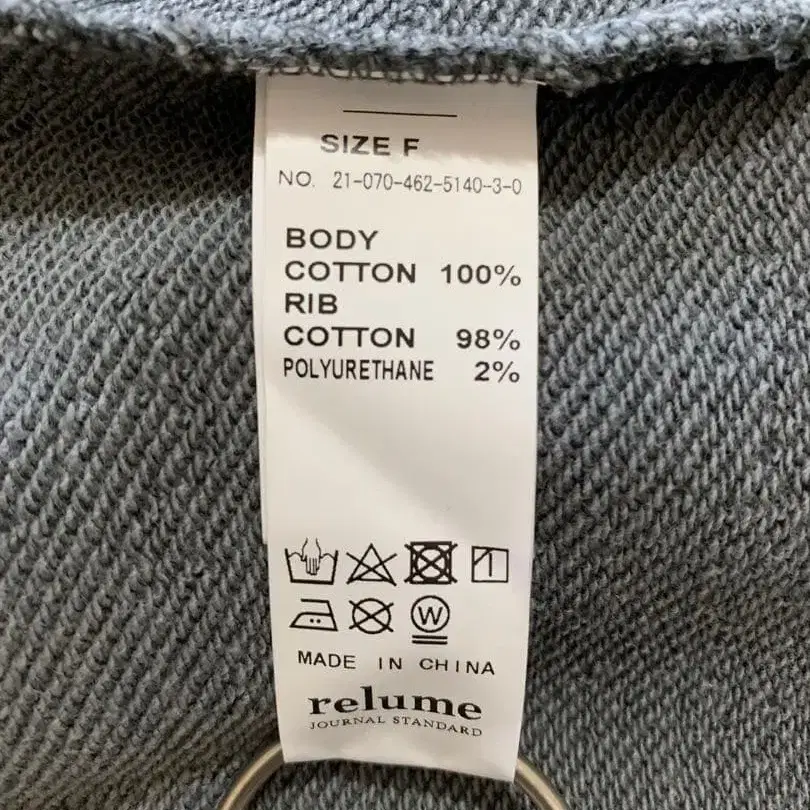 SIZE F
NO. 21-070-462-5140-3-0
BODY
COTTON 100%
RIB
COTTON 98%
POLYURETHANE 2%
W
MADE IN CHINA
relume
JOURNAL STANDARD